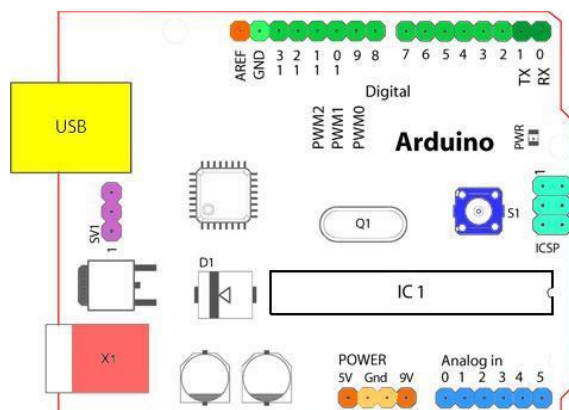 AREF GND 13 12 11 10 9 8 7 6 5 4 3 2 1 0
TX RX
Digital
PWM2 PWM1 PWM0
Arduino
PWR
USB
1
SV1
1
Q1
S1
ICSP
D1
IC 1
X1
POWER
5V Gnd 9V
Analog in
0 1 2 3 4 5